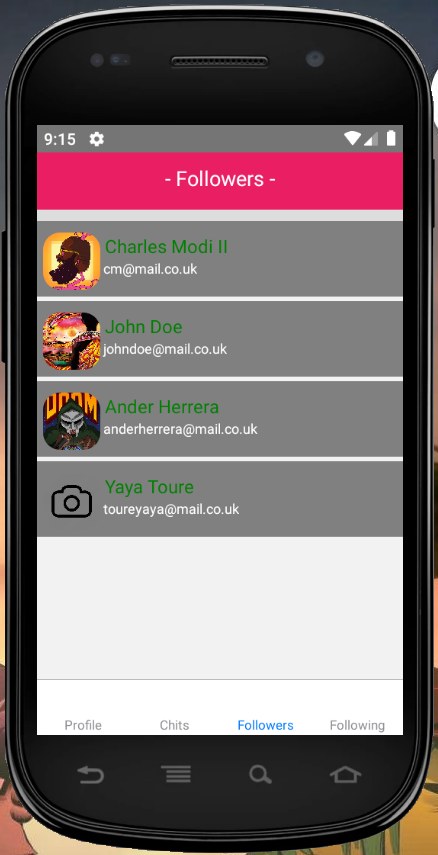 9:15
- Followers -
Charles Modi II
cm@mail.co.uk
John Doe
johndoe@mail.co.uk
DOOM
Ander Herrera
anderherrera@mail.co.uk
Yaya Toure
toureyaya@mail.co.uk
Profile Chits Followers Following